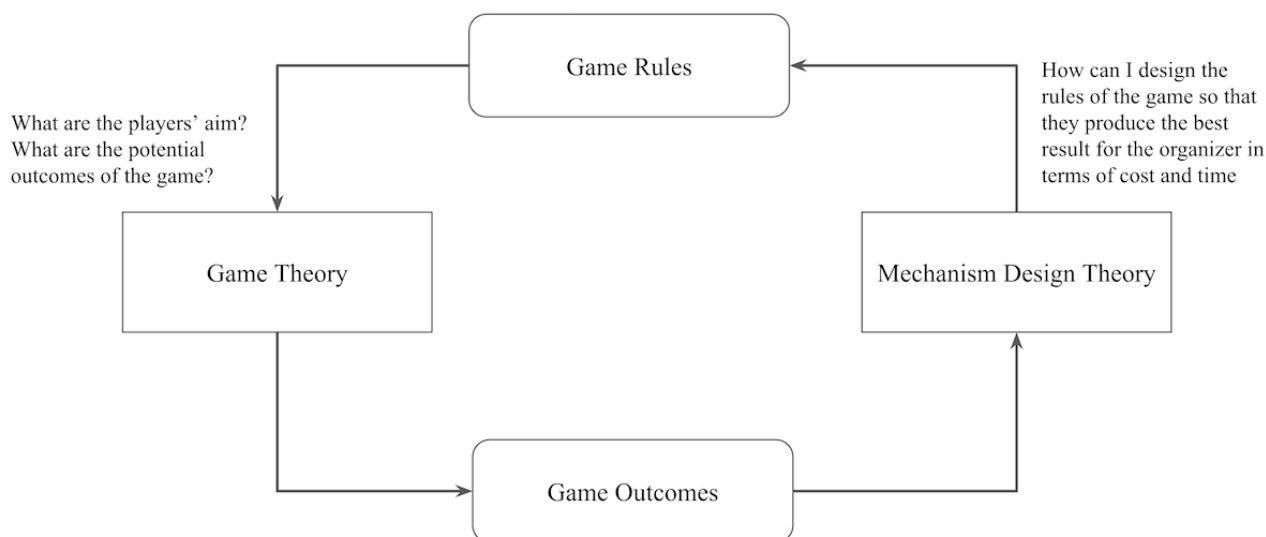 Game Rules
How can I design the
rules of the game so that
they produce the best
result for the organizer in
terms of cost and time
What are the players’ aim?
What are the potential
outcomes of the game?
Game Theory
Mechanism Design Theory
Game Outcomes